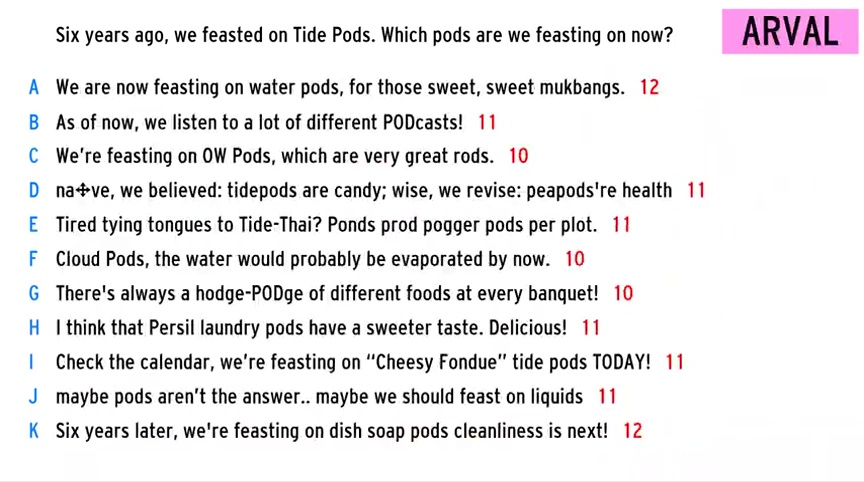 Six years ago, we feasted on Tide Pods. Which pods are we feasting on now?
ARVAL
A We are now feasting on water pods, for those sweet, sweet mukbangs. 12
B As of now, we listen to a lot of different PODcasts! 11
C We're feasting on OW Pods, which are very great rods. 10
D na✢ve, we believed: tidepods are candy; wise, we revise: peapods're health 11
E Tired tying tongues to Tide-Thai? Ponds prod pogger pods per plot. 11
F Cloud Pods, the water would probably be evaporated by now. 10
G There's always a hodge-PODge of different foods at every banquet! 10
H I think that Persil laundry pods have a sweeter taste. Delicious! 11
I Check the calendar, we're feasting on “Cheesy Fondue” tide pods TODAY! 11
J maybe pods aren't the answer.. maybe we should feast on liquids 11
K Six years later, we're feasting on dish soap pods cleanliness is next! 12